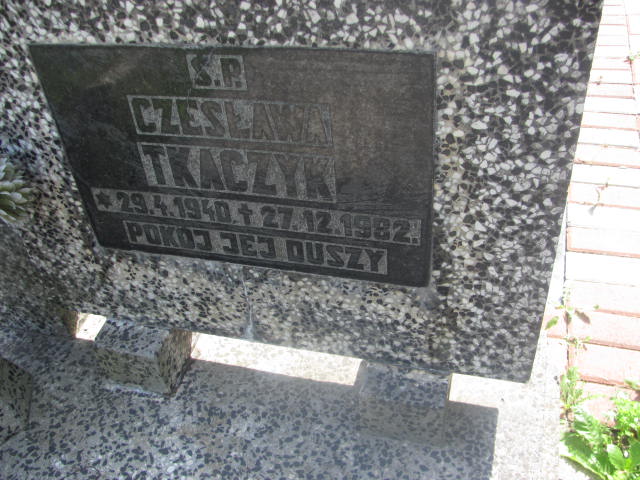 Ś.P.
CZESŁAWA
TKACZYK
* 29.4.1940 ✝ 27.12.1982.
POKÓJ JEJ DUSZY